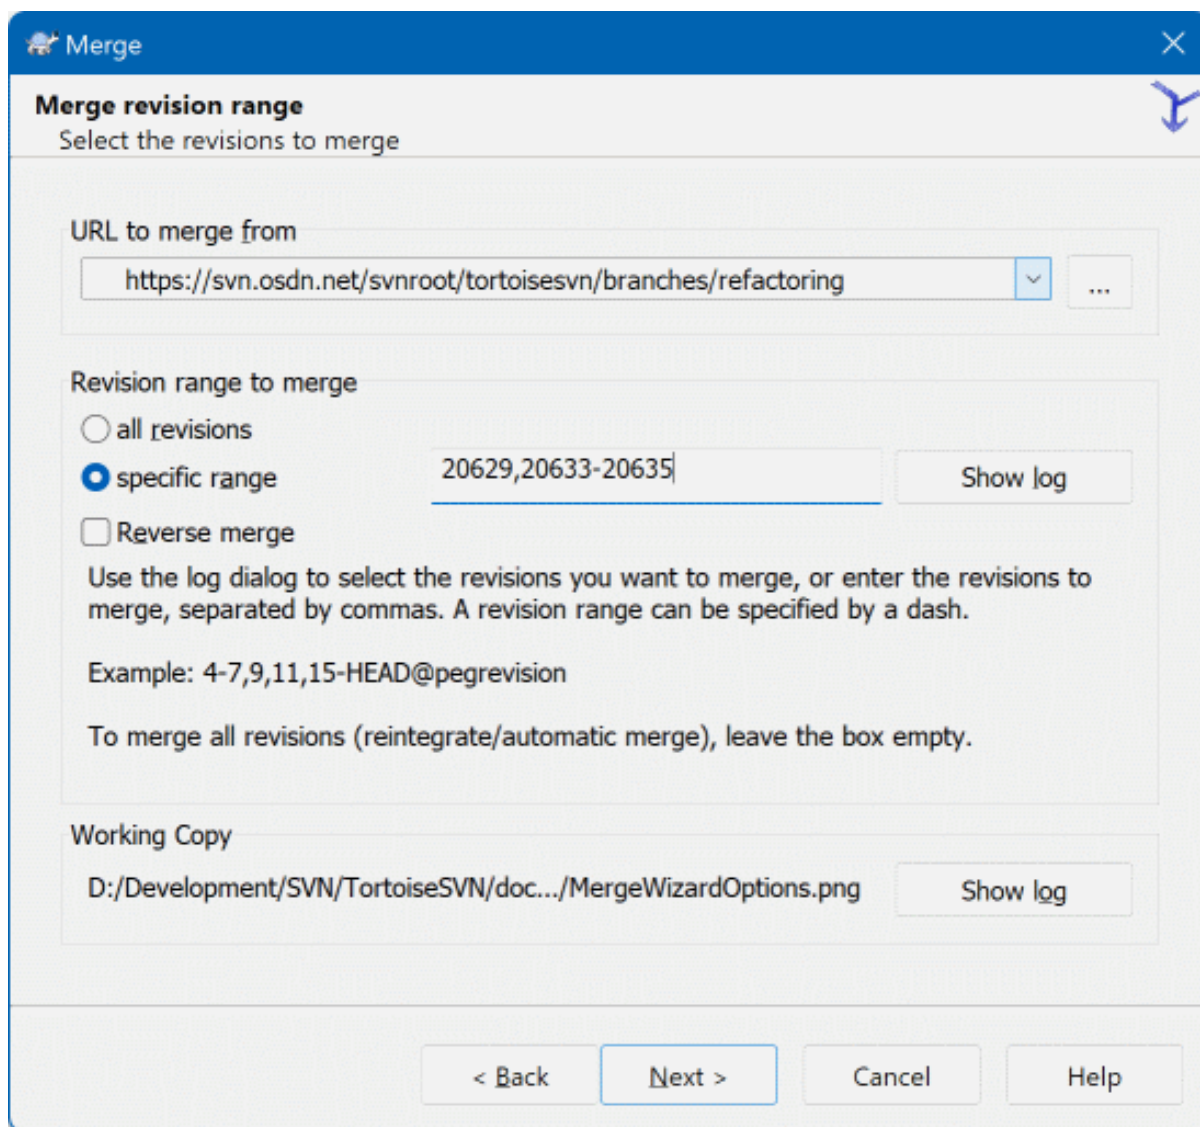 Merge
Merge revision range
Select the revisions to merge
URL to merge from
https://svn.osdn.net/svnroot/tortoisesvn/branches/refactoring
...
Revision range to merge
all revisions
specific range
20629,20633-20635
Show log
Reverse merge
Use the log dialog to select the revisions you want to merge, or enter the revisions to
merge, separated by commas. A revision range can be specified by a dash.
Example: 4-7,9,11,15-HEAD@pegrevision
To merge all revisions (reintegrate/automatic merge), leave the box empty.
Working Copy
D:/Development/SVN/TortoiseSVN/doc.../MergeWizardOptions.png
Show log
< Back
Next >
Cancel
Help